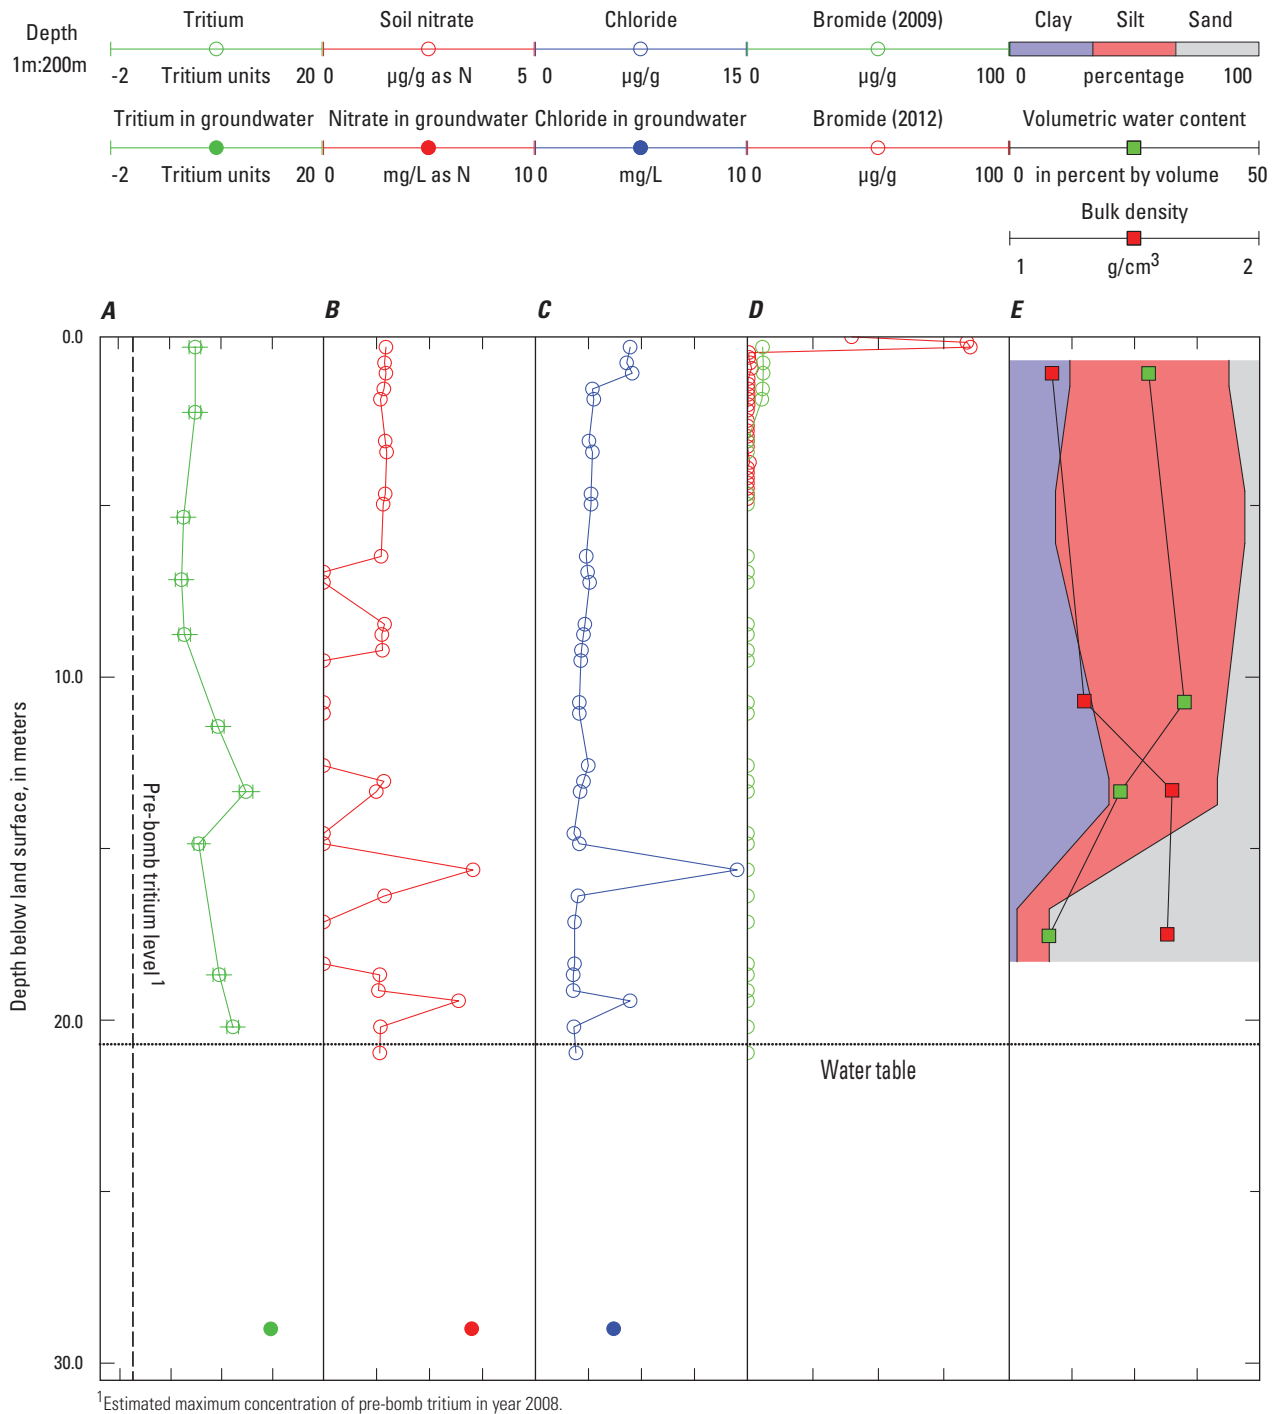 Depth
1m:200m
Tritium
Soil nitrate
Chloride
Bromide (2009)
Clay Silt Sand
-2 Tritium units 20
0 µg/g as N 5
0 µg/g 15
0 µg/g 100
0 percentage 100
Tritium in groundwater
Nitrate in groundwater
Chloride in groundwater
Bromide (2012)
Volumetric water content
-2 Tritium units 20
0 mg/L as N 10
0 mg/L 10
0 µg/g 100
0 in percent by volume 50
Bulk density
1 g/cm3 2
A B C D E
0.0
10.0
20.0
30.0
Depth below land surface, in meters
Pre-bomb tritium level1
Water table
1Estimated maximum concentration of pre-bomb tritium in year 2008.